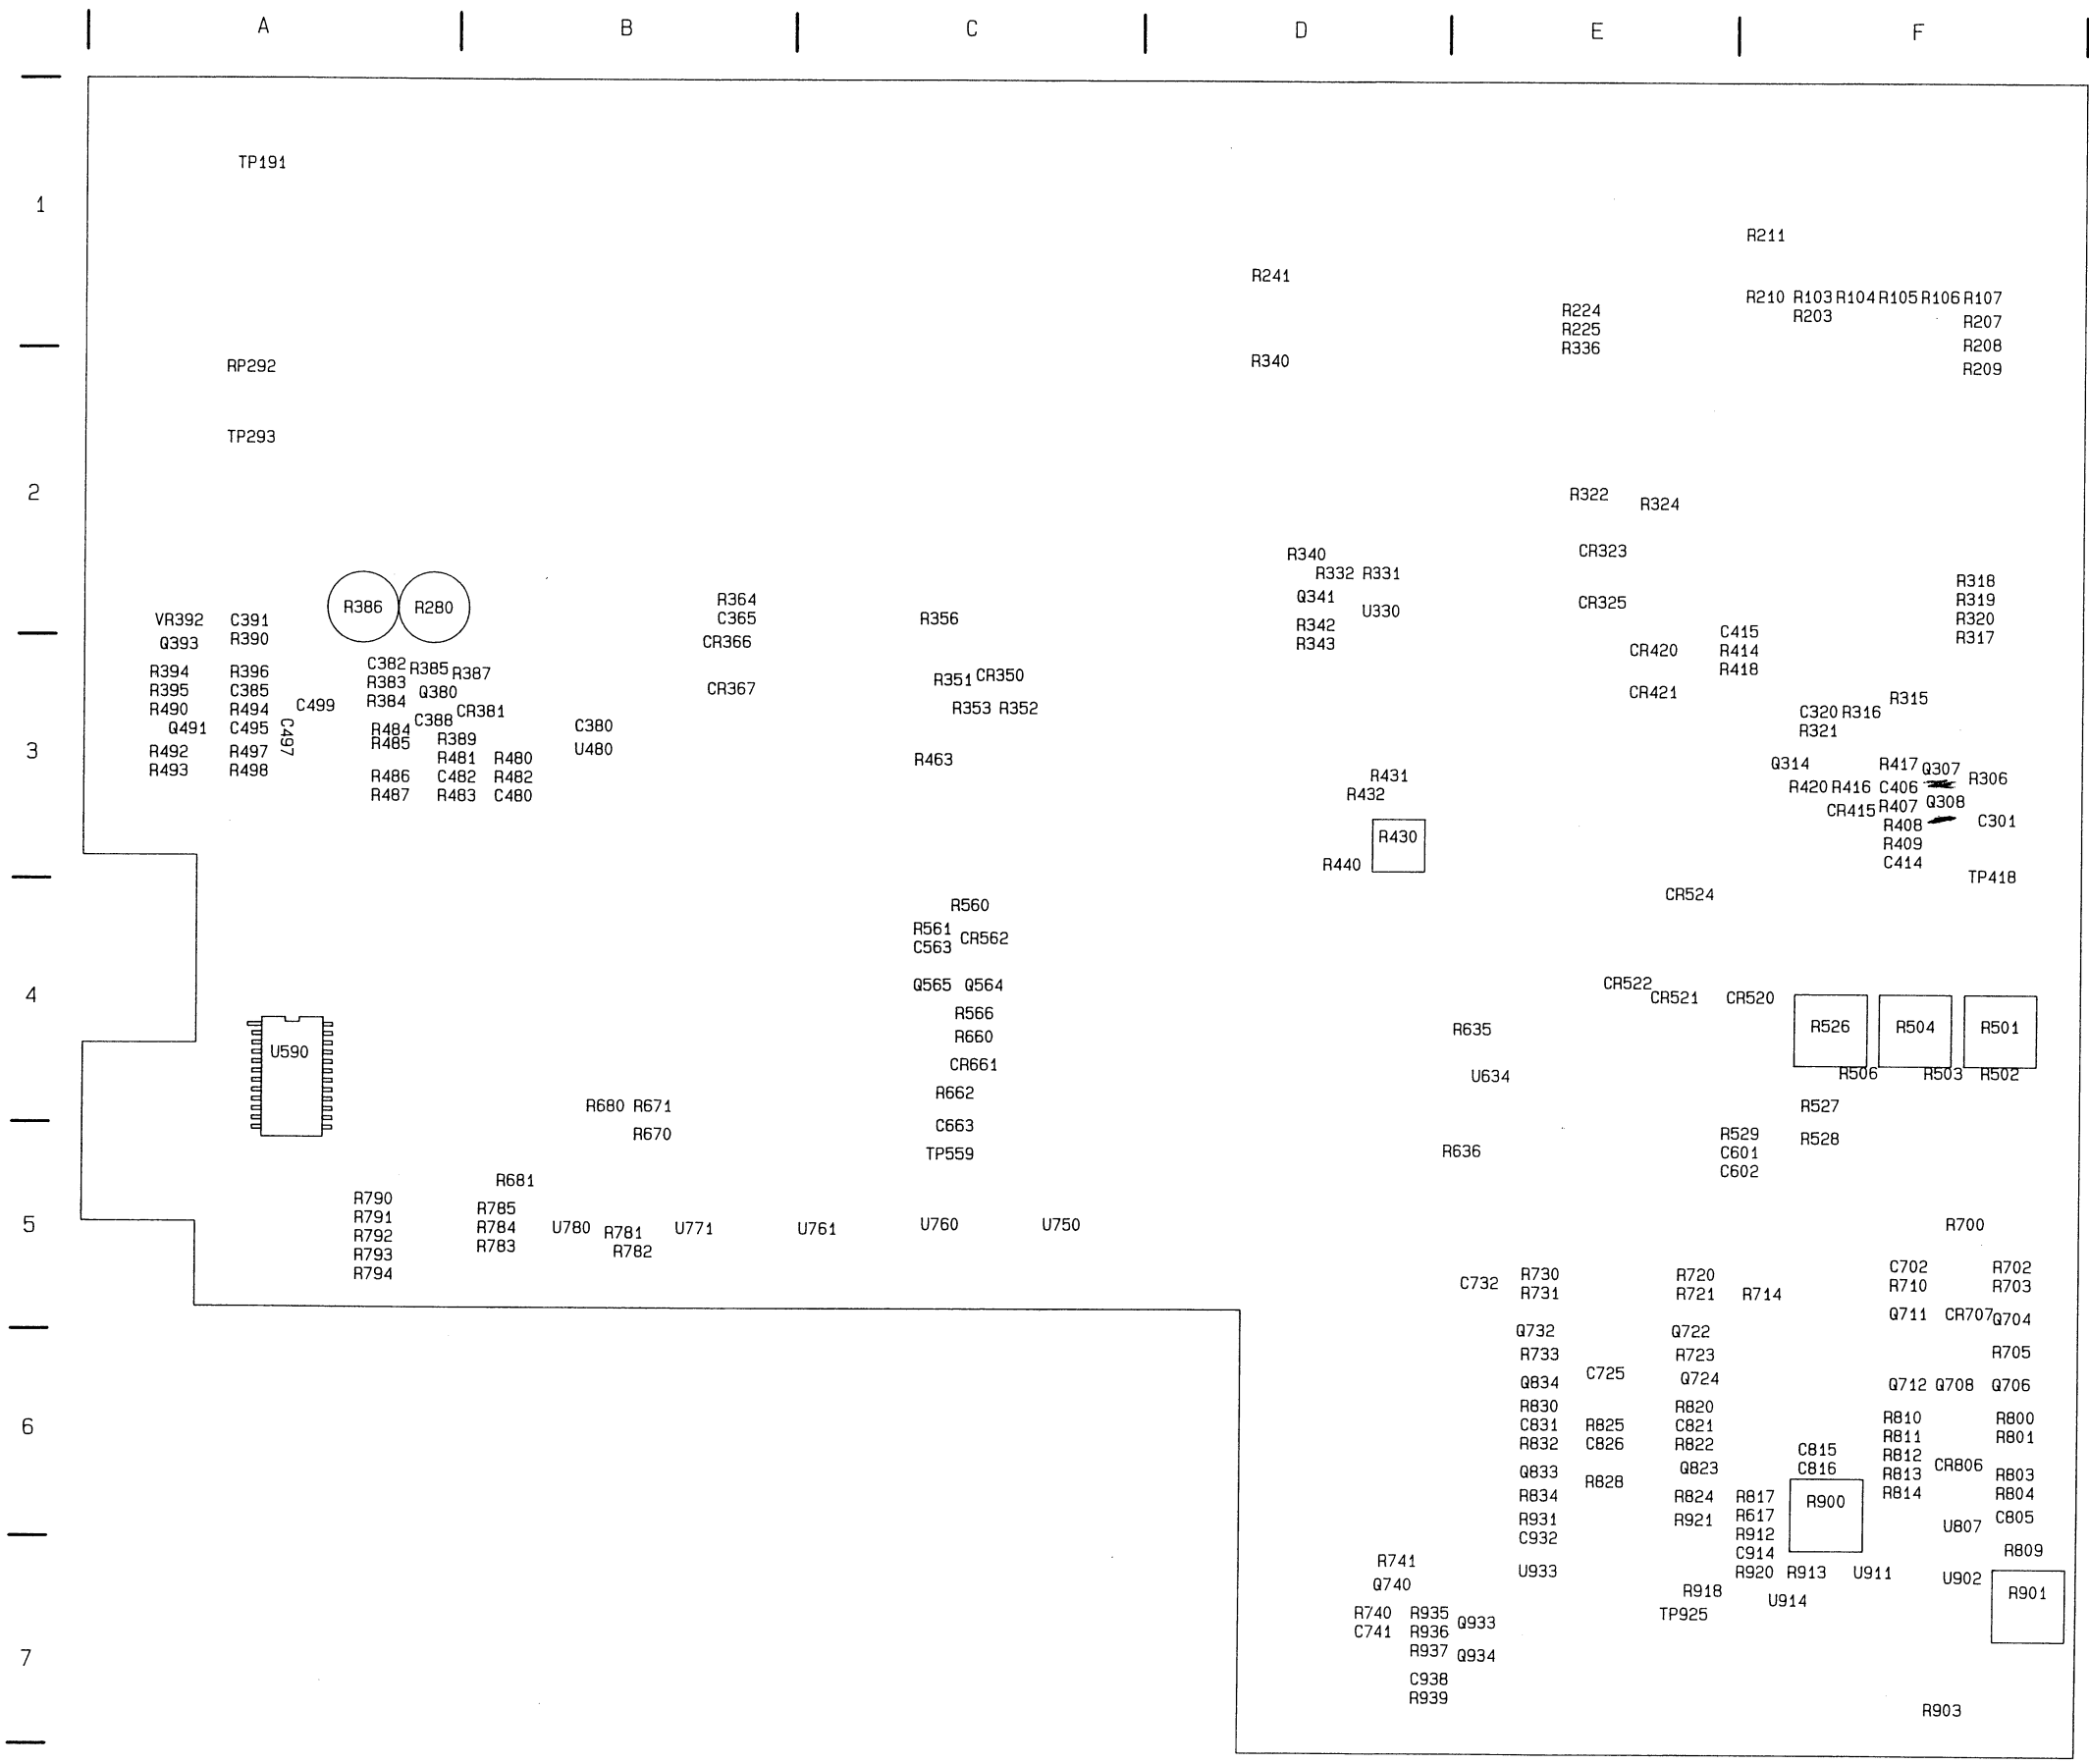 A B C D E F
TP191
1
R211
R241
R210 R103 R104 R105 R106 R107
R224 R203
R225 R207
R336 R208
RP292 R340 R209
TP293
2
R322 R324
R340 CR323
R332 R331 R318
R386 R280 R364 Q341 CR325 R319
VR392 C391 C365 R356 U330 R320
Q393 R390 CR366 R342 C415 R317
R343 CR420 R414
C382 R385 R387 R418
R394 R396 R383 R351 CR350
R395 C385 Q380 CR367 CR421
R490 R494 C499 R384 CR381 R353 R352 R315
C388 C320 R316
Q491 C495 C497 R484 C380 R321
R485 R389
3
R492 R497 R481 R480 U480 R463 Q314 R417 Q307
R493 R498 R486 C482 R482 R431 R306
R487 R483 C480 R432 R420 R416 C406
CR415 R407 Q308
R430 R408 C301
R409
R440 C414
TP418
CR524
R560
R561 CR562
C563
Q565 Q564 CR522
4
CR521 CR520
R566
R635 R526 R504 R501
R660
U590
CR661
U634 R506 R503 R502
R662
R680 R671 R527
C663
R670 R529 R528
TP559 R636 C601
C602
R681
R790 R785
R791
5
R784 U780 R781 U771 U761 U760 U750 R700
R792 R783 R782
R793
R794 C702 R702
C732 R730 R720 R710 R703
R731 R721 R714
Q711 CR707 Q704
Q732 Q722
R733 R723 R705
C725 Q724
Q834 Q712 Q708 Q706
R830 R820
6
C831 R825 C821 R810 R800
R832 C826 R822 R811 R801
C815 R812 CR806
Q833 Q823 C816 R813 R803
R828 R814 R804
R834 R824 R817 R900
R931 R921 R617 C805
C932 R912 U807
R741 C914 R809
U933 R920 R913 U911 U902
Q740 R918 U914 R901
R740 R935 TP925
C741 R936 Q933
7
R937 Q934
C938
R939
R903